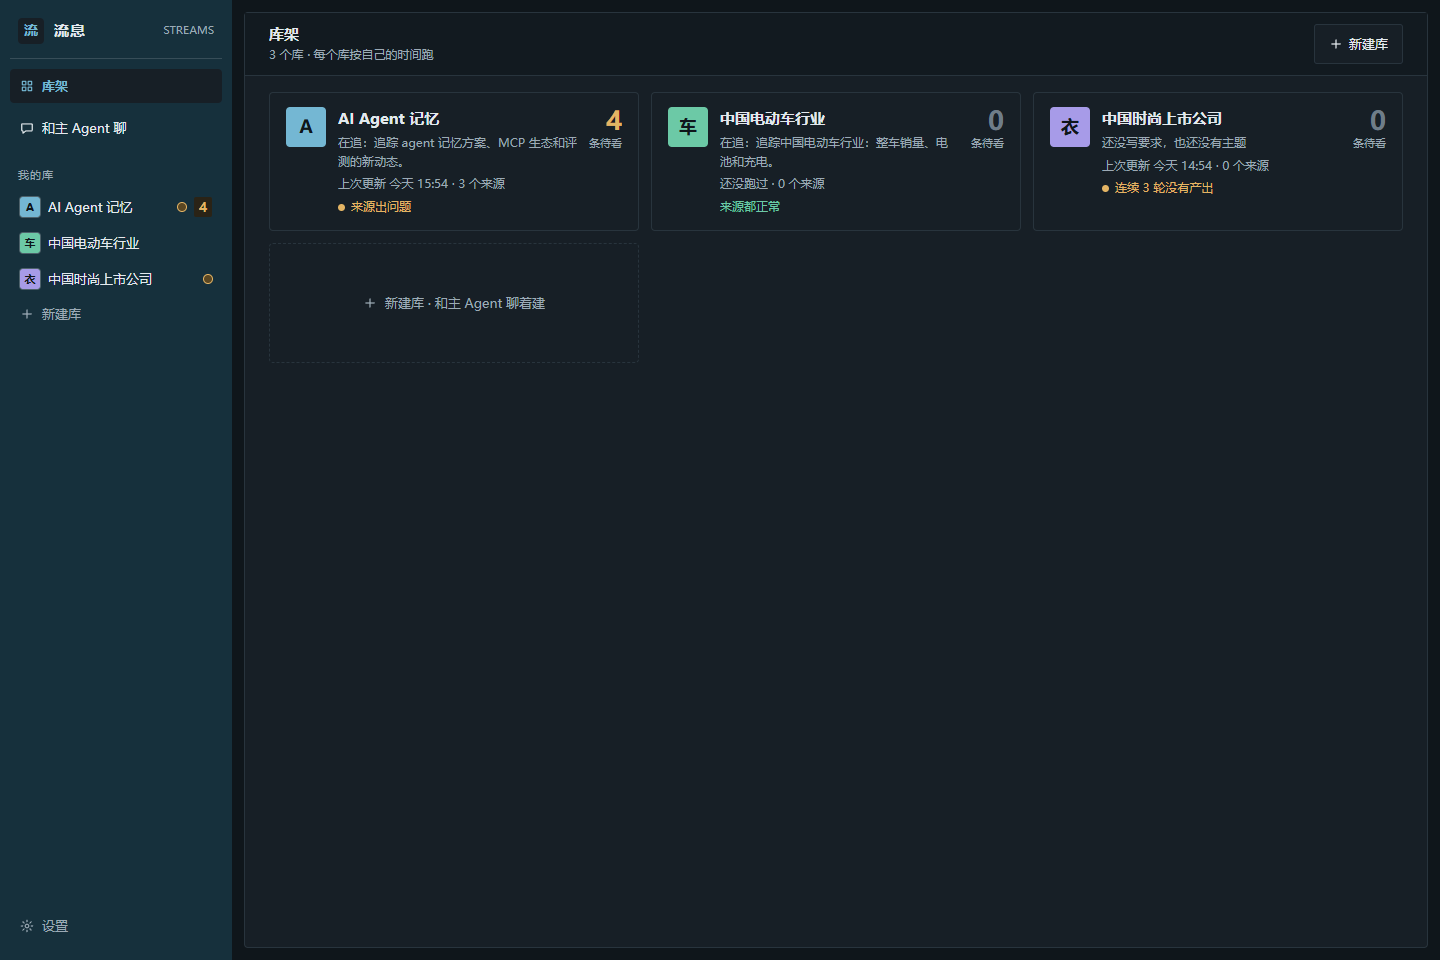 流 流息 STREAMS
库架
和主 Agent 聊
我的库
A AI Agent 记忆 4
车 中国电动车行业
衣 中国时尚上市公司
+ 新建库
设置
库架
3 个库 · 每个库按自己的时间跑
+ 新建库
A
AI Agent 记忆
在追：追踪 agent 记忆方案、MCP 生态和评
测的新动态。
上次更新 今天 15:54 · 3 个来源
来源出问题
4
条待看
车
中国电动车行业
在追：追踪中国电动车行业：整车销量、电
池和充电。
还没跑过 · 0 个来源
来源都正常
0
条待看
衣
中国时尚上市公司
还没写要求，也还没有主题
上次更新 今天 14:54 · 0 个来源
连续 3 轮没有产出
0
条待看
+ 新建库 · 和主 Agent 聊着建